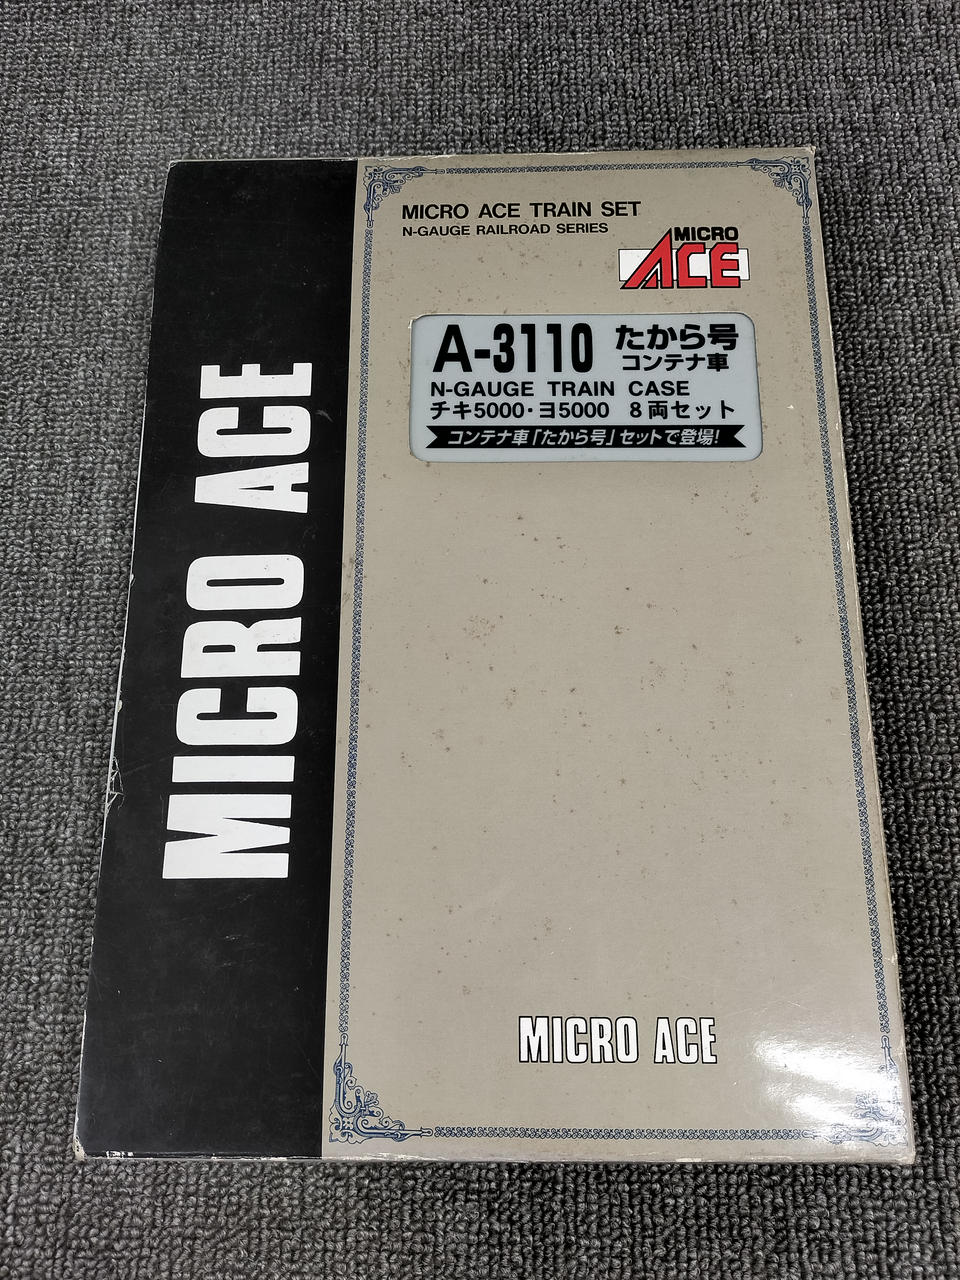 MICRO ACE
MICRO ACE TRAIN SET
N-GAUGE RAILROAD SERIES
MICRO
ACE
A-3110 たから号
コンテナ車
N-GAUGE TRAIN CASE
チキ5000・ヨ5000 8両セット
コンテナ車「たから号」セットで登場!
MICRO ACE